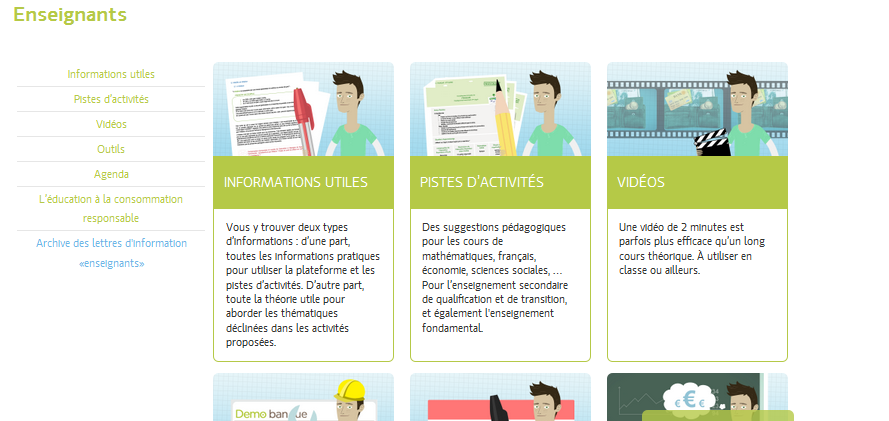 Enseignants
Informations utiles
Pistes d'activités
Vidéos
Outils
Agenda
L'éducation à la consommation
responsable
Archive des lettres d'information
«enseignants»
INFORMATIONS UTILES
Vous y trouver deux types
d'informations : d'une part,
toutes les informations pratiques
pour utiliser la plateforme et les
pistes d'activités. D'autre part,
toute la théorie utile pour
aborder les thématiques
déclinées dans les activités
proposées.
PISTES D'ACTIVITÉS
Des suggestions pédagogiques
pour les cours de
mathématiques, français,
économie, sciences sociales, ...
Pour l'enseignement secondaire
de qualification et de transition,
et également l'enseignement
fondamental.
VIDÉOS
Une vidéo de 2 minutes est
parfois plus efficace qu'un long
cours théorique. À utiliser en
classe ou ailleurs.
Demo banque
€ € €